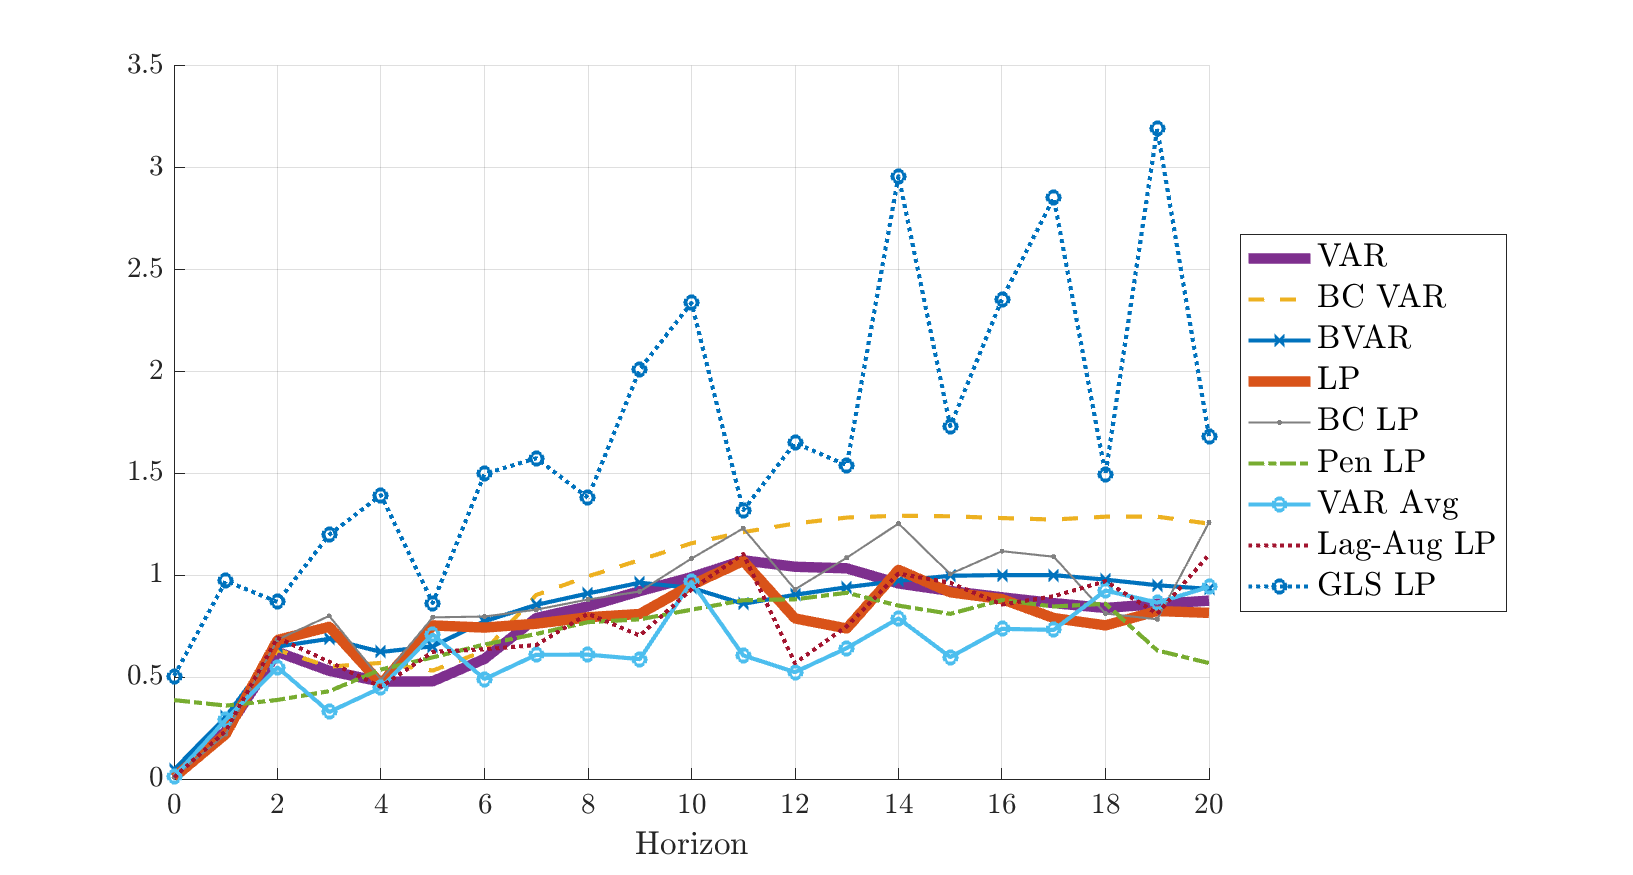 3.5
3
2.5
2
1.5
1
0.5
0
0 2 4 6 8 10 12 14 16 18 20
Horizon
VAR
BC VAR
BVAR
LP
BC LP
Pen LP
VAR Avg
Lag-Aug LP
GLS LP